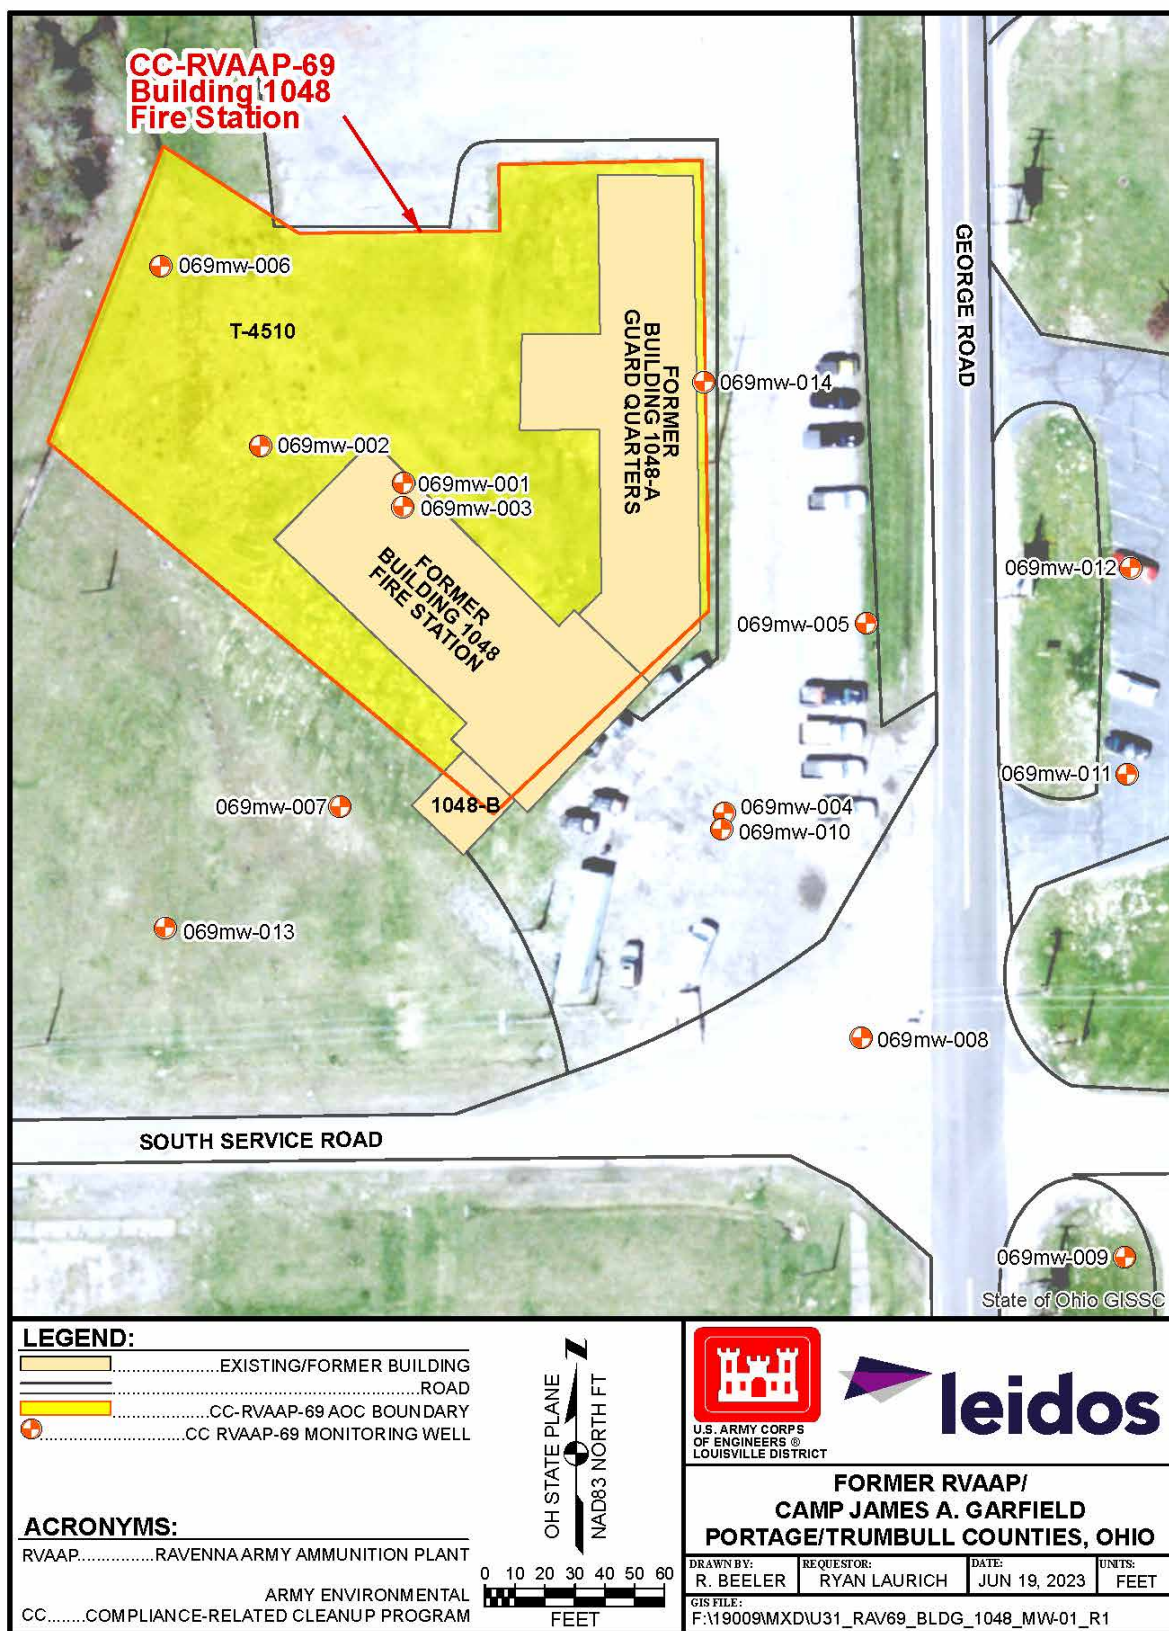 CC-RVAAP-69
Building 1048
Fire Station
069mw-006
T-4510
GEORGE ROAD
FORMER
BUILDING 1048-A
GUARD QUARTERS
069mw-014
069mw-002
069mw-001
069mw-003
FORMER
BUILDING 1048
FIRE STATION
069mw-012
069mw-005
069mw-011
069mw-007
1048-B
069mw-004
069mw-010
069mw-013
069mw-008
SOUTH SERVICE ROAD
069mw-009
State of Ohio GISSC
LEGEND:
....................EXISTING/FORMER BUILDING
..........................................................ROAD
..................CC-RVAAP-69 AOC BOUNDARY
............................CC RVAAP-69 MONITORING WELL
ACRONYMS:
RVAAP..............RAVENNA ARMY AMMUNITION PLANT
ARMY ENVIRONMENTAL
CC.......COMPLIANCE-RELATED CLEANUP PROGRAM
Z
OH STATE PLANE
NAD83 NORTH FT
0 10 20 30 40 50 60
FEET
U.S. ARMY CORPS
OF ENGINEERS ®
LOUISVILLE DISTRICT
leidos
FORMER RVAAP/
CAMP JAMES A. GARFIELD
PORTAGE/TRUMBULL COUNTIES, OHIO
DRAWN BY:
R. BEELER
REQUESTOR:
RYAN LAURICH
DATE:
JUN 19, 2023
UNITS:
FEET
GIS FILE:
F:\19009\MXD\U31_RAV69_BLDG_1048_MW-01_R1